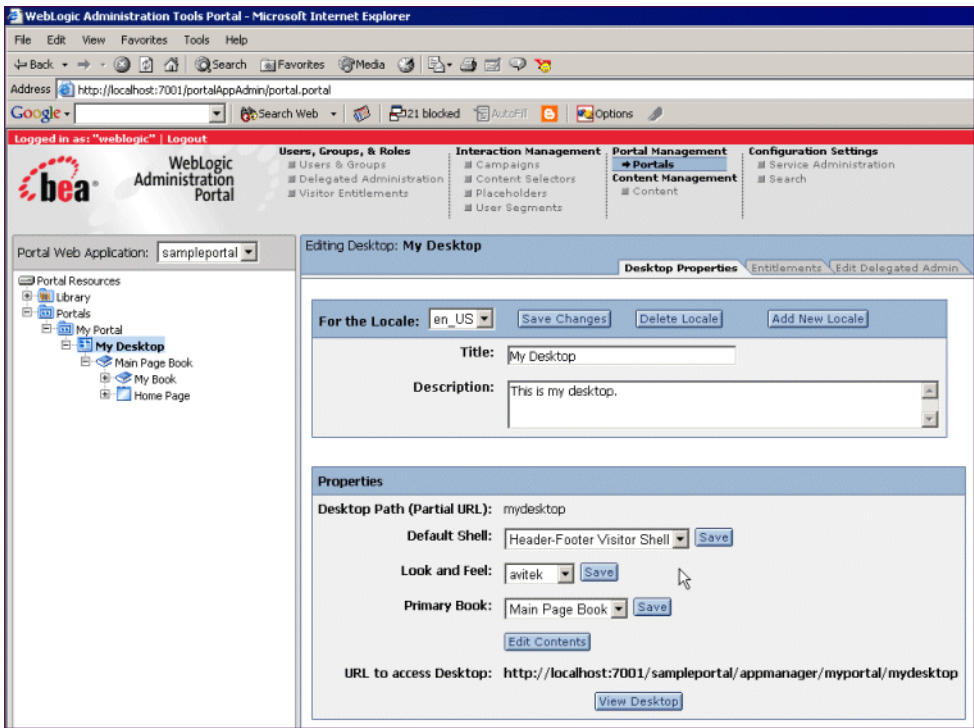 WebLogic Administration Tools Portal - Microsoft Internet Explorer
File Edit View Favorites Tools Help
Back Search Favorites Media
Address http://localhost:7001/portalAppAdmin/portal.portal
Google Search Web 321 blocked AutoFill Options
Logged in as: "weblogic" | Logout
bea
WebLogic
Administration
Portal
Users, Groups, & Roles
Users & Groups
Delegated Administration
Visitor Entitlements
Interaction Management
Campaigns
Content Selectors
Placeholders
User Segments
Portal Management
Portals
Content Management
Content
Configuration Settings
Service Administration
Search
Portal Web Application: sampleportal
Portal Resources
Library
Portals
My Portal
My Desktop
Main Page Book
My Book
Home Page
Editing Desktop: My Desktop
Desktop Properties Entitlements Edit Delegated Admin
For the Locale: en_US Save Changes Delete Locale Add New Locale
Title: My Desktop
Description: This is my desktop.
Properties
Desktop Path (Partial URL): mydesktop
Default Shell: Header-Footer Visitor Shell Save
Look and Feel: avitek Save
Primary Book: Main Page Book Save
Edit Contents
URL to access Desktop: http://localhost:7001/sampleportal/appmanager/myportal/mydesktop
View Desktop